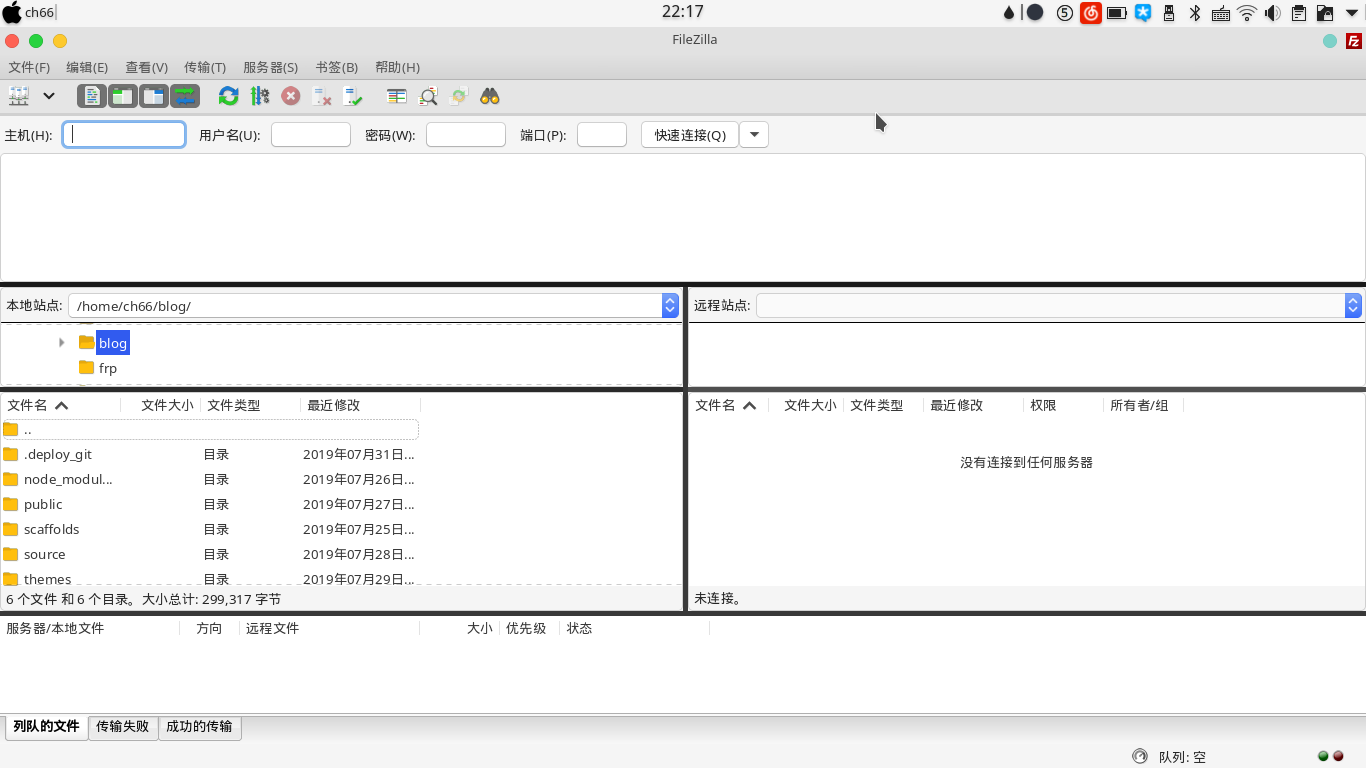 ch66 22:17 5
FileZilla Fz
文件(F) 编辑(E) 查看(V) 传输(T) 服务器(S) 书签(B) 帮助(H)
主机(H): 用户名(U): 密码(W): 端口(P): 快速连接(Q)
本地站点: /home/ch66/blog/
blog
frp
文件名 文件大小 文件类型 最近修改
..
.deploy_git 目录 2019年07月31日...
node_modul... 目录 2019年07月26日...
public 目录 2019年07月27日...
scaffolds 目录 2019年07月25日...
source 目录 2019年07月28日...
themes 目录 2019年07月29日...
6 个文件 和 6 个目录。大小总计: 299,317 字节
远程站点:
文件名 文件大小 文件类型 最近修改 权限 所有者/组
没有连接到任何服务器
未连接。
服务器/本地文件 方向 远程文件 大小 优先级 状态
列队的文件 传输失败 成功的传输
队列: 空